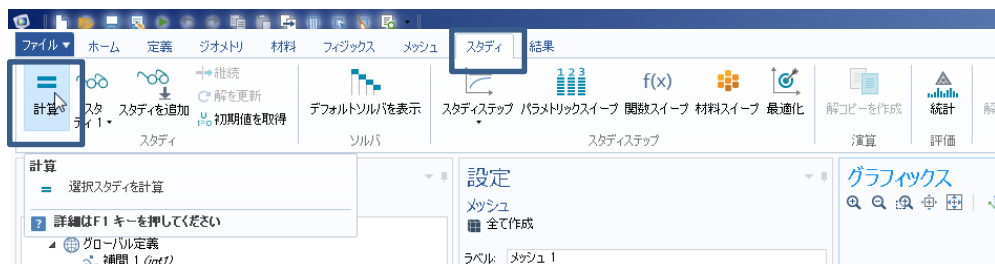 ファイル▼ ホーム 定義 ジオメトリ 材料 フィジックス メッシュ スタディ 結果
計算
スタディ 1
スタディを追加
継続
解を更新
初期値を取得
スタディ
デフォルトソルバを表示
ソルバ
スタディステップ
パラメトリックスイープ
123
関数スイープ
f(x)
材料スイープ
最適化
スタディステップ
解コピーを作成
演算
統計
評価
解
計算
選択スタディを計算
詳細はF1 キーを押してください
グローバル定義
補間 1 (int1)
設定
メッシュ
全て作成
ラベル: メッシュ 1
グラフィックス